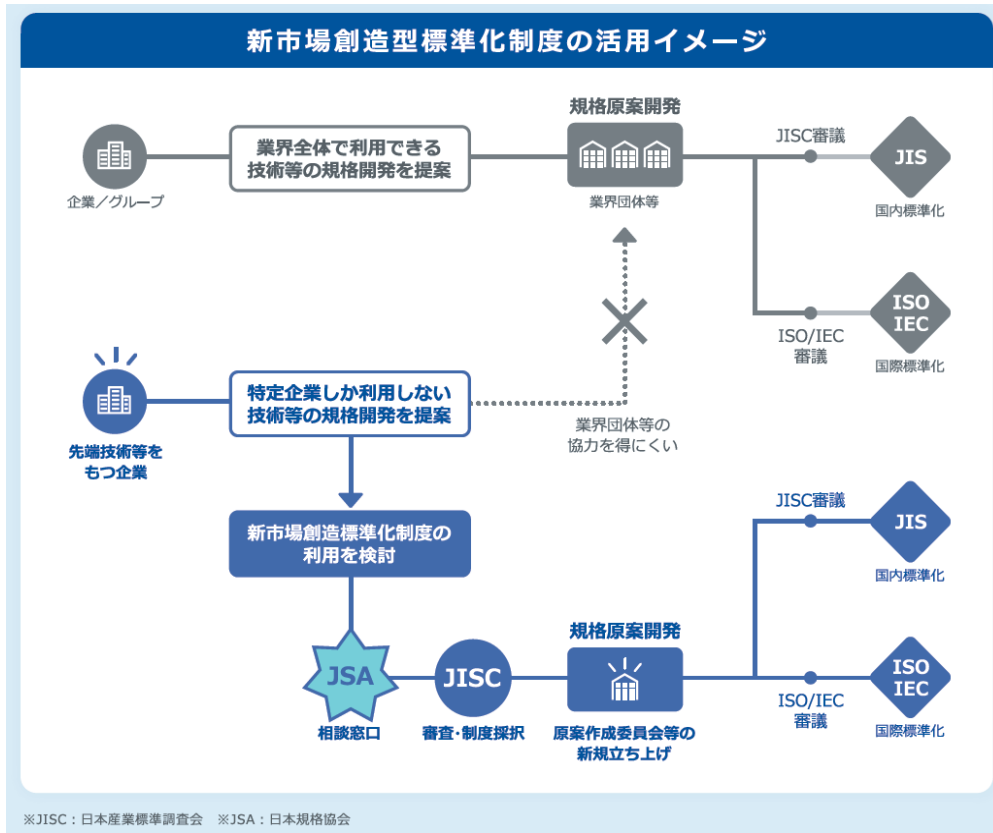 新市場創造型標準化制度の活用イメージ
企業／グループ
業界全体で利用できる
技術等の規格開発を提案
規格原案開発
業界団体等
JISC審議
JIS
国内標準化
ISO/IEC
審議
ISO
IEC
国際標準化
先端技術等を
もつ企業
特定企業しか利用しない
技術等の規格開発を提案
業界団体等の
協力を得にくい
新市場創造標準化制度の
利用を検討
JSA
相談窓口
JISC
審査・制度採択
規格原案開発
原案作成委員会等の
新規立ち上げ
JISC審議
JIS
国内標準化
ISO/IEC
審議
ISO
IEC
国際標準化
※JISC：日本産業標準調査会　※JSA：日本規格協会